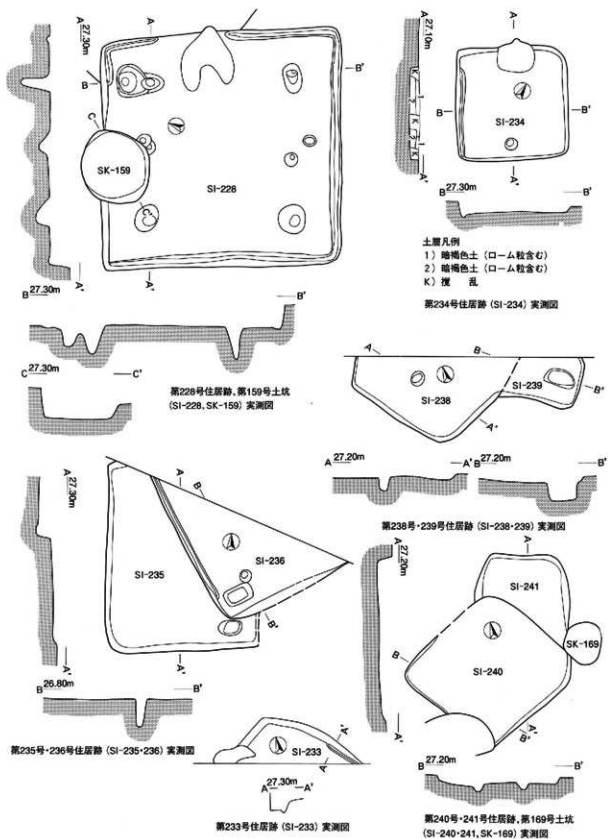 A
27.30m
A
B
B'
C
SK-159
SI-228
C'
A'
A'
B 27.30m
B'
C 27.30m
C'
第228号住居跡,第159号土坑
(SI-228, SK-159) 実測図
A
27.10m
A
K
1
2
K
1
K
A'
B
SI-234
B'
A'
B 27.30m
B'
土層凡例
1）暗褐色土（ローム粒含む）
2）暗褐色土（ローム粒含む）
K）攪　乱
第234号住居跡 (SI-234) 実測図
A
B
SI-238
SI-239
B'
A'
A 27.20m
A'
B 27.20m
B'
第238号・239号住居跡 (SI-238・239) 実測図
A
27.30m
A
B
SI-235
SI-236
B'
A'
A'
B 26.80m
B'
第235号・236号住居跡 (SI-235・236) 実測図
SI-233
A'
A
A 27.30m A'
第233号住居跡 (SI-233) 実測図
A
27.20m
A
SI-241
SK-169
B
SI-240
A'
B'
A'
B 27.20m
B'
第240号・241号住居跡,第169号土坑
(SI-240・241, SK-169) 実測図